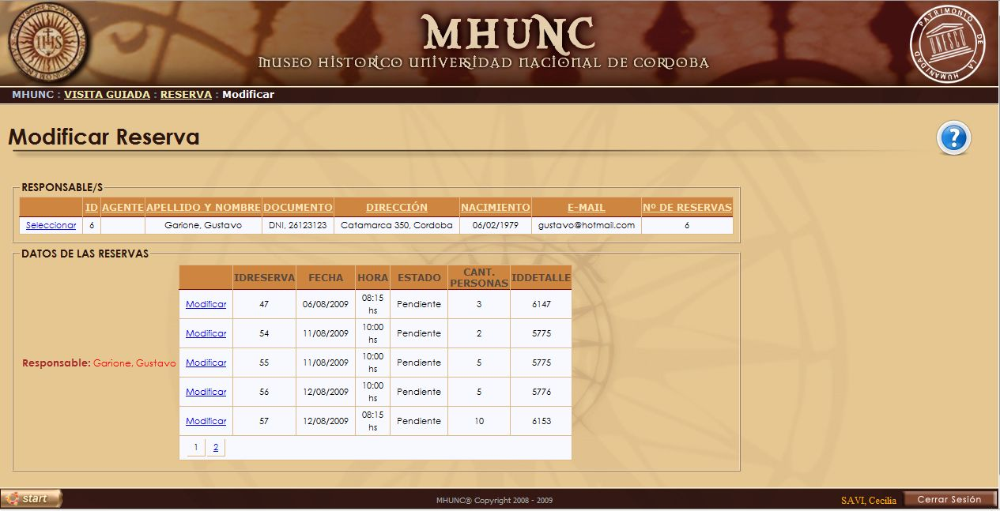 MHUNC
MUSEO HISTORICO UNIVERSIDAD NACIONAL DE CORDOBA
IHS
PATRIMONIO DE LA HUMANIDAD
UNESCO
MHUNC : VISITA GUIADA : RESERVA : Modificar
Modificar Reserva
?
RESPONSABLE/S
ID AGENTE APELLIDO Y NOMBRE DOCUMENTO DIRECCIÓN NACIMIENTO E-MAIL Nº DE RESERVAS
Seleccionar 6 Garione, Gustavo DNI, 26123123 Catamarca 350, Cordoba 06/02/1979 gustavo@hotmail.com 6
DATOS DE LAS RESERVAS
IDRESERVA FECHA HORA ESTADO CANT. PERSONAS IDDETALLE
Modificar 47 06/08/2009 08:15 hs Pendiente 3 6147
Modificar 54 11/08/2009 10:00 hs Pendiente 2 5775
Responsable: Garione, Gustavo Modificar 55 11/08/2009 10:00 hs Pendiente 5 5775
Modificar 56 12/08/2009 10:00 hs Pendiente 5 5776
Modificar 57 12/08/2009 08:15 hs Pendiente 10 6153
1 2
start MHUNC® Copyright 2008 - 2009 SAVI, Cecilia Cerrar Sesión